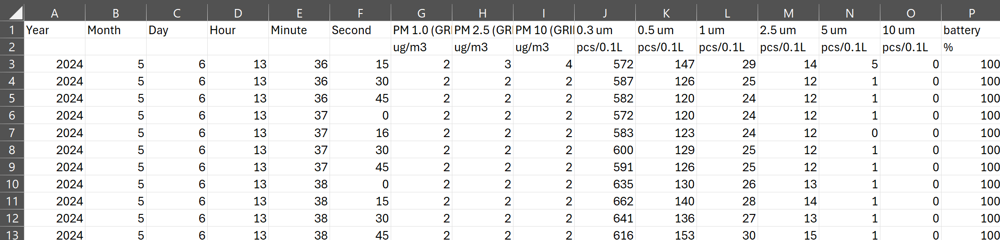 A B C D E F G H I J K L M N O P
1 Year Month Day Hour Minute Second PM 1.0 (GRI PM 2.5 (GRI PM 10 (GRII 0.3 um 0.5 um 1 um 2.5 um 5 um 10 um battery
2 ug/m3 ug/m3 ug/m3 pcs/0.1L pcs/0.1L pcs/0.1L pcs/0.1L pcs/0.1L pcs/0.1L %
3 2024 5 6 13 36 15 2 3 4 572 147 29 14 5 0 100
4 2024 5 6 13 36 30 2 2 2 587 126 25 12 1 0 100
5 2024 5 6 13 36 45 2 2 2 582 120 24 12 1 0 100
6 2024 5 6 13 37 0 2 2 2 572 120 24 12 1 0 100
7 2024 5 6 13 37 16 2 2 2 583 123 24 12 0 0 100
8 2024 5 6 13 37 30 2 2 2 600 129 25 12 1 0 100
9 2024 5 6 13 37 45 2 2 2 591 126 25 12 1 0 100
10 2024 5 6 13 38 0 2 2 2 635 130 26 13 1 0 100
11 2024 5 6 13 38 15 2 2 2 662 140 28 14 1 0 100
12 2024 5 6 13 38 30 2 2 2 641 136 27 13 1 0 100
13 2024 5 6 13 38 45 2 2 2 616 153 30 15 1 0 100